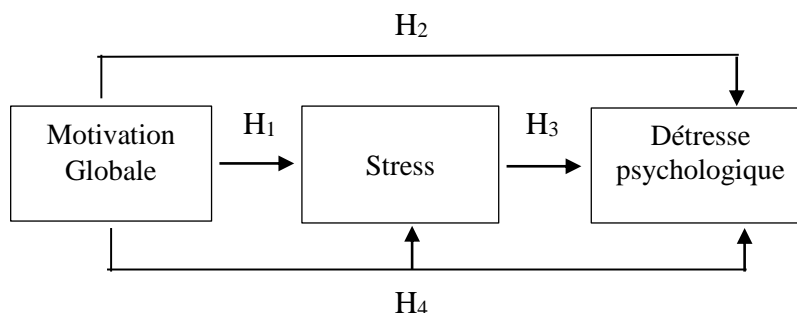 H₂
Motivation
Globale
H₁
Stress
H₃
Détresse
psychologique
H₄